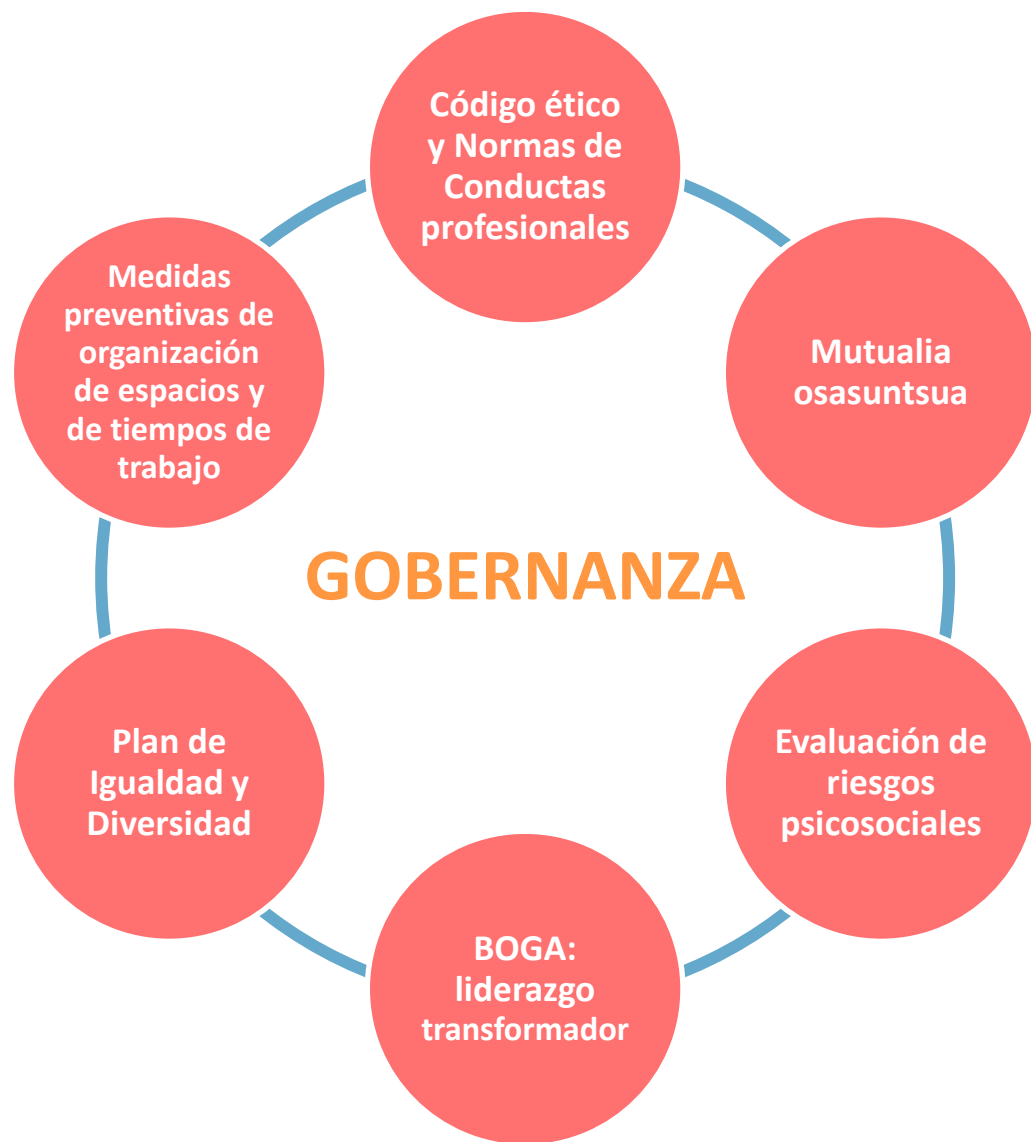 Código ético
y Normas de
Conductas
profesionales
Mutualia
osasuntsua
Evaluación de
riesgos
psicosociales
BOGA:
liderazgo
transformador
Plan de
Igualdad y
Diversidad
Medidas
preventivas de
organización
de espacios y
de tiempos de
trabajo
GOBERNANZA